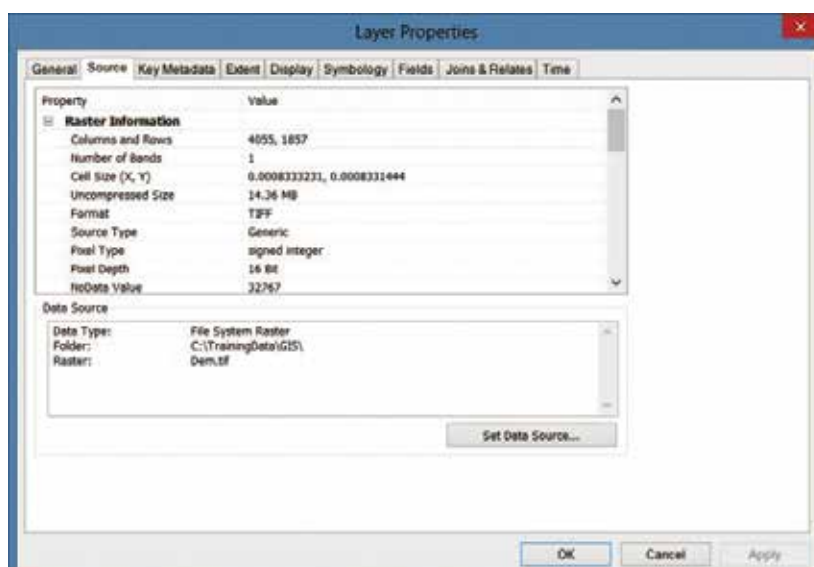 Layer Properties
General Source Key Metadata Extent Display Symbology Fields Joins & Relates Time
Property Value
Raster Information
Columns and Rows 4055, 1857
Number of Bands 1
Cell Size (X, Y) 0.0008333231, 0.0008331444
Uncompressed Size 14.36 MB
Format TIFF
Source Type Generic
Pixel Type signed integer
Pixel Depth 16 Bit
NoData Value 32767
Data Source
Data Type: File System Raster
Folder: C:\TrainingData\GIS\
Raster: Dem.tif
Set Data Source...
OK Cancel Apply